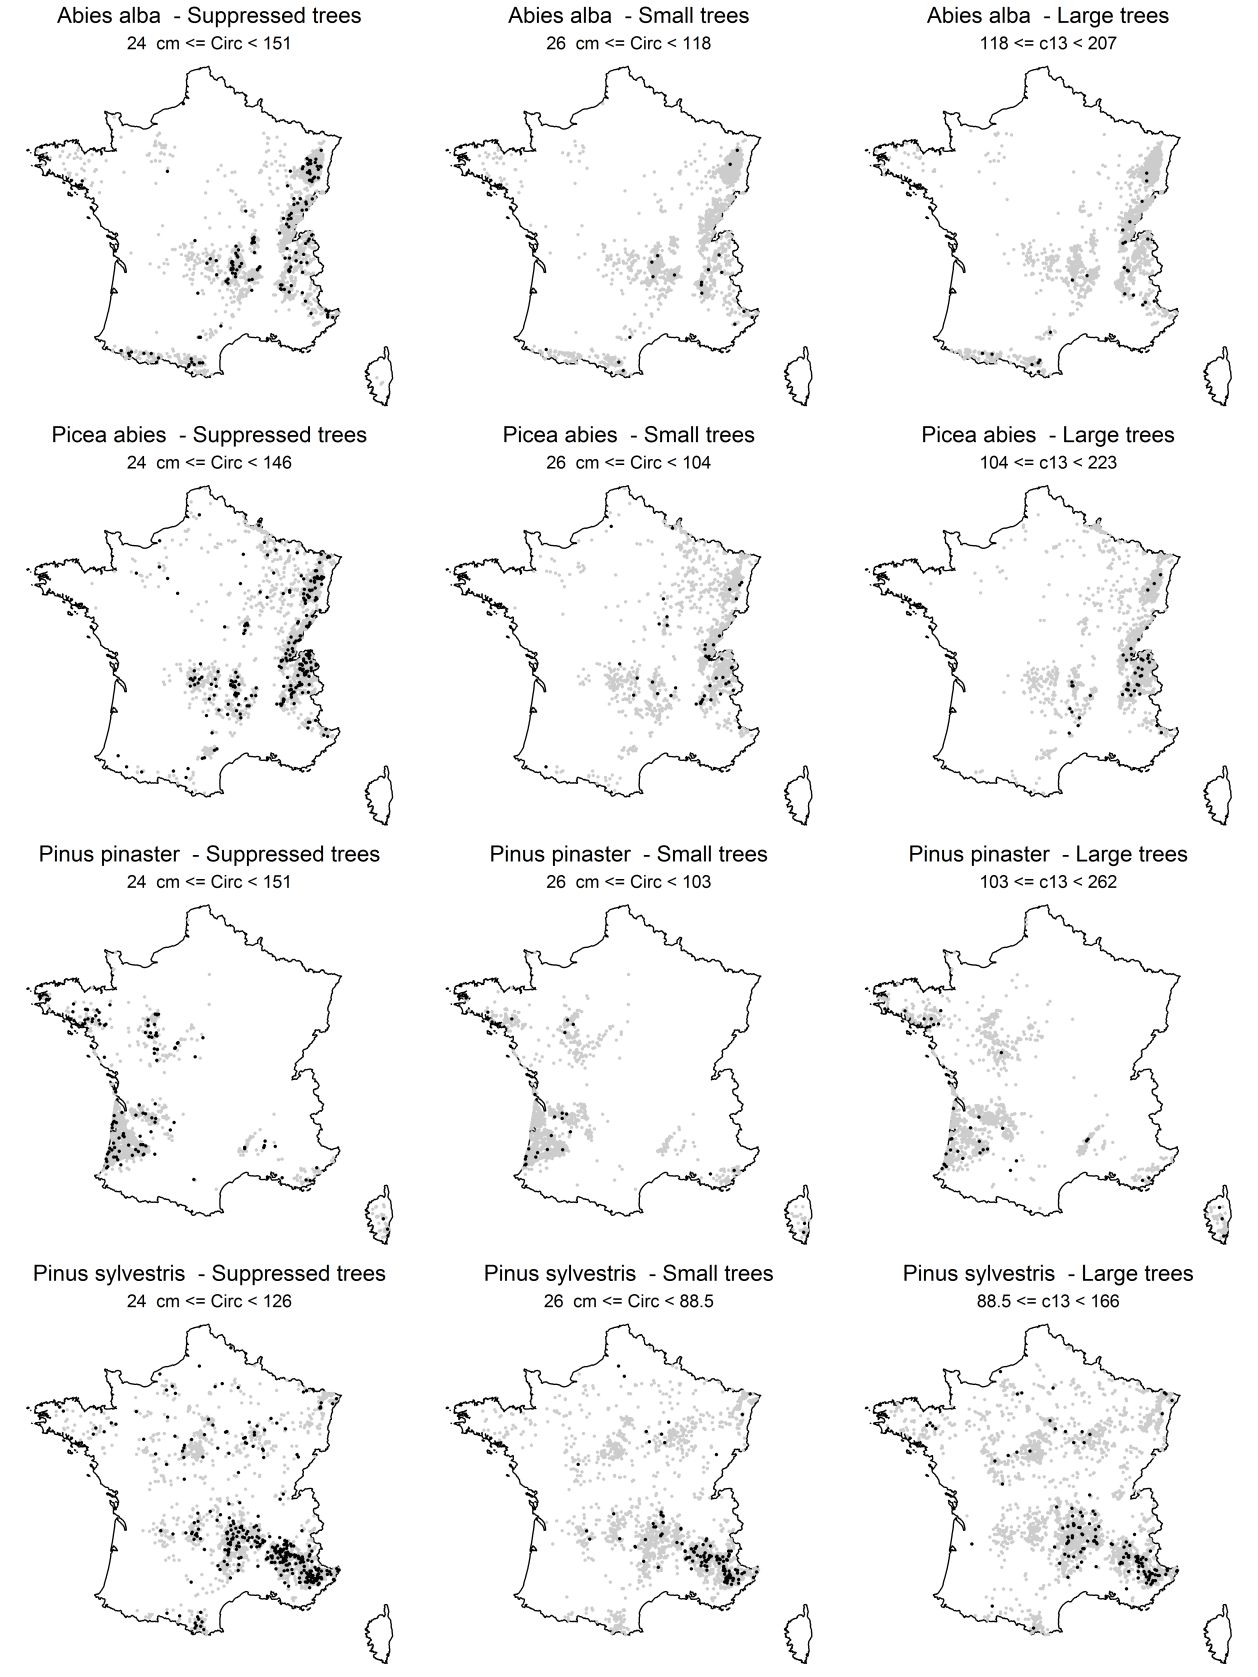 Abies alba - Suppressed trees
24 cm <= Circ < 151
Abies alba - Small trees
26 cm <= Circ < 118
Abies alba - Large trees
118 <= c13 < 207
Picea abies - Suppressed trees
24 cm <= Circ < 146
Picea abies - Small trees
26 cm <= Circ < 104
Picea abies - Large trees
104 <= c13 < 223
Pinus pinaster - Suppressed trees
24 cm <= Circ < 151
Pinus pinaster - Small trees
26 cm <= Circ < 103
Pinus pinaster - Large trees
103 <= c13 < 262
Pinus sylvestris - Suppressed trees
24 cm <= Circ < 126
Pinus sylvestris - Small trees
26 cm <= Circ < 88.5
Pinus sylvestris - Large trees
88.5 <= c13 < 166